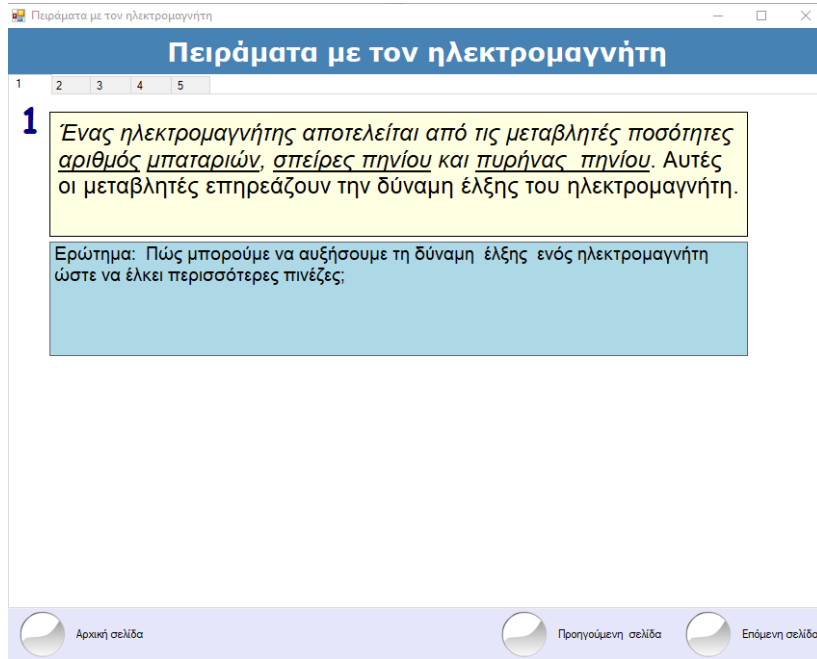 Πειράματα με τον ηλεκτρομαγνήτη
Πειράματα με τον ηλεκτρομαγνήτη
1 2 3 4 5
1
Ένας ηλεκτρομαγνήτης αποτελείται από τις μεταβλητές ποσότητες
αριθμός μπαταριών, σπείρες πηνίου και πυρήνας πηνίου. Αυτές
οι μεταβλητές επηρεάζουν την δύναμη έλξης του ηλεκτρομαγνήτη.
Ερώτημα: Πώς μπορούμε να αυξήσουμε τη δύναμη έλξης ενός ηλεκτρομαγνήτη
ώστε να έλκει περισσότερες πινέζες;
Αρχική σελίδα Προηγούμενη σελίδα Επόμενη σελίδα